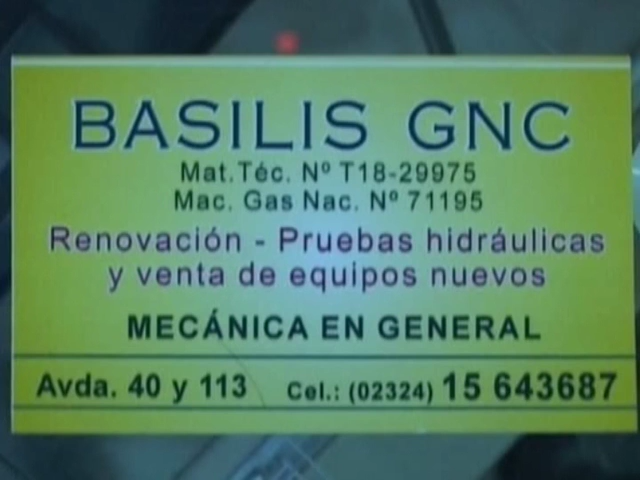 BASILIS GNC
Mat.Téc. Nº T18-29975
Mac. Gas Nac. Nº 71195
Renovación - Pruebas hidráulicas
y venta de equipos nuevos
MECÁNICA EN GENERAL
Avda. 40 y 113 Cel.: (02324) 15 643687